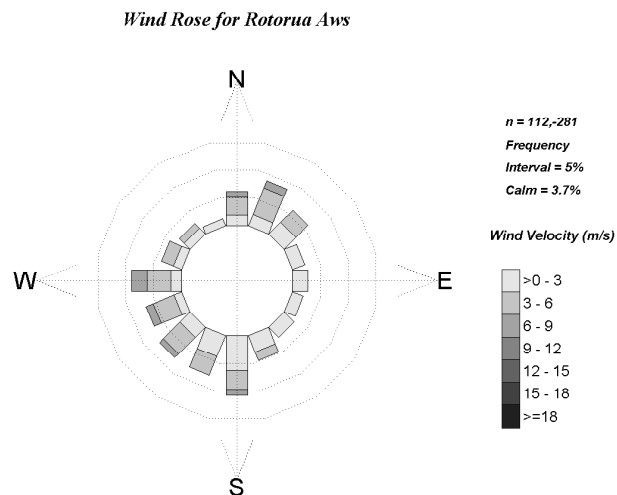 Wind Rose for Rotorua Aws
N
n = 112,-281
Frequency
Interval = 5%
Calm = 3.7%
Wind Velocity (m/s)
W
E
>0 - 3
3 - 6
6 - 9
9 - 12
12 - 15
15 - 18
>=18
S